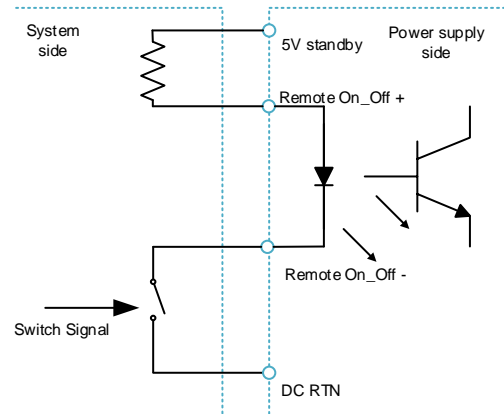 System
side
5V standby
Power supply
side
Remote On_Off +
Remote On_Off -
Switch Signal
DC RTN